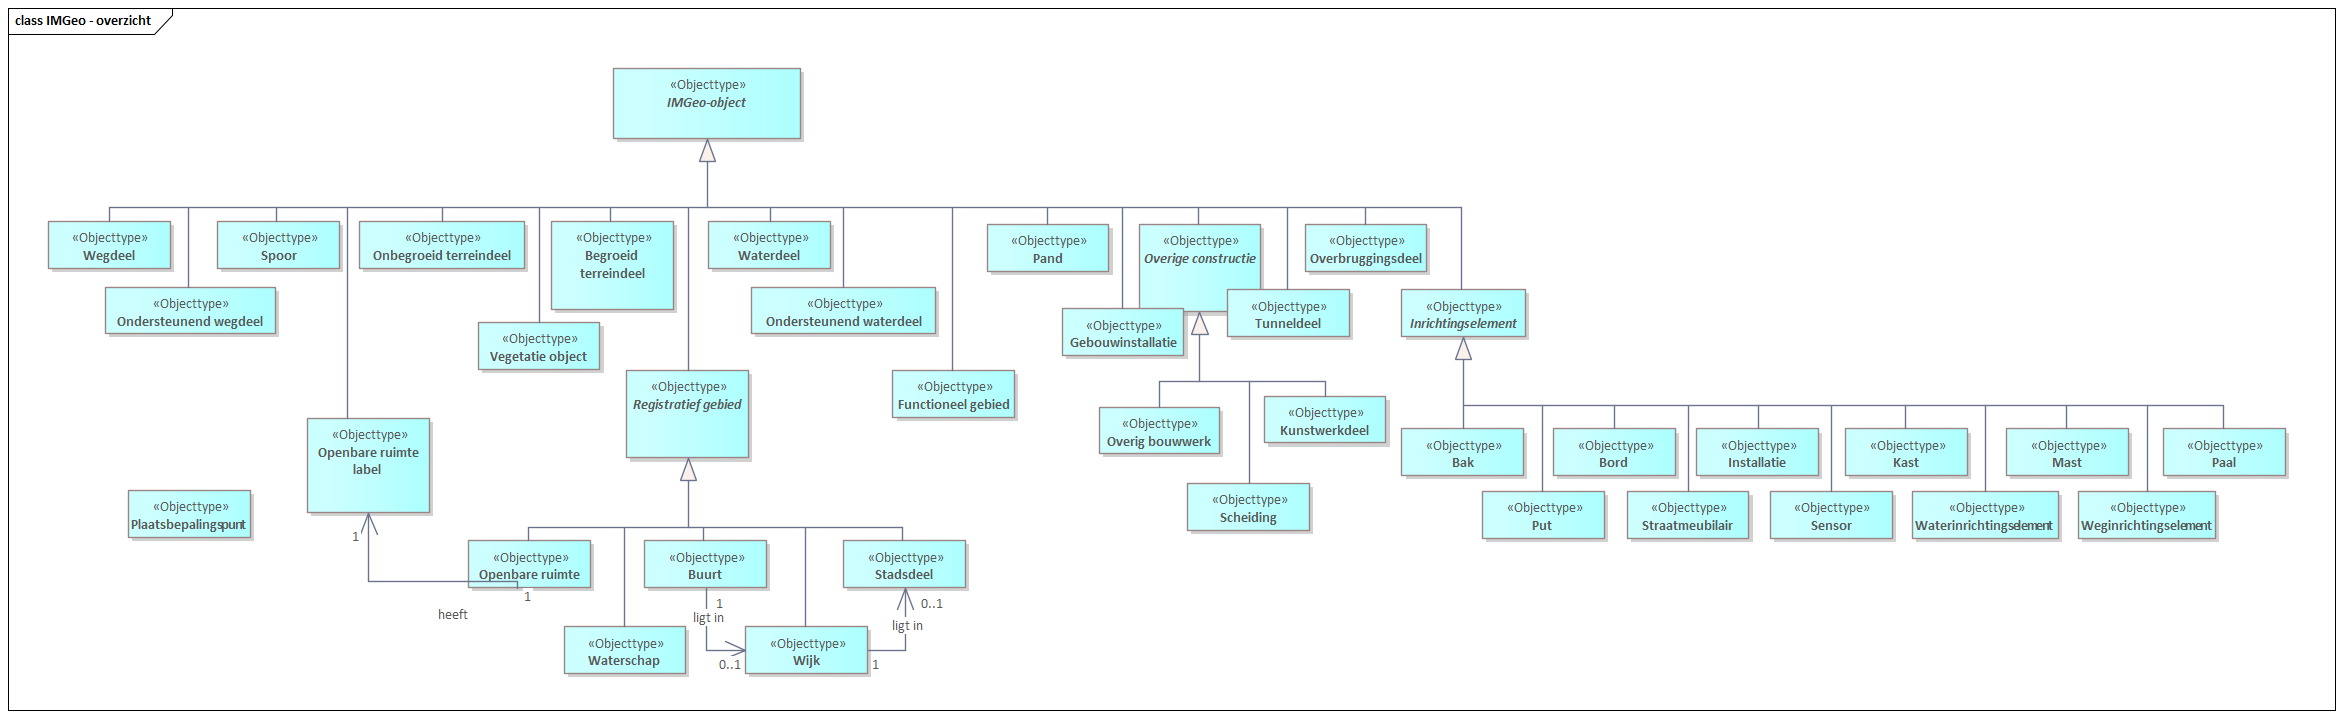 class IMGeo - overzicht
«Objecttype»
IMGeo-object
«Objecttype»
Wegdeel
«Objecttype»
Spoor
«Objecttype»
Onbegroeid terreindeel
«Objecttype»
Begroeid
terreindeel
«Objecttype»
Waterdeel
«Objecttype»
Pand
«Objecttype»
Overige constructie
«Objecttype»
Overbruggingsdeel
«Objecttype»
Ondersteunend wegdeel
«Objecttype»
Vegetatie object
«Objecttype»
Ondersteunend waterdeel
«Objecttype»
Gebouwinstallatie
«Objecttype»
Tunneldeel
«Objecttype»
Inrichtingselement
«Objecttype»
Registratief gebied
«Objecttype»
Functioneel gebied
«Objecttype»
Openbare ruimte
label
«Objecttype»
Overig bouwwerk
«Objecttype»
Kunstwerkdeel
«Objecttype»
Scheiding
«Objecttype»
Bak
«Objecttype»
Bord
«Objecttype»
Installatie
«Objecttype»
Kast
«Objecttype»
Mast
«Objecttype»
Paal
«Objecttype»
Put
«Objecttype»
Straatmeubilair
«Objecttype»
Sensor
«Objecttype»
Waterinrichtingselement
«Objecttype»
Weginrichtingselement
«Objecttype»
Plaatsbepalingspunt
1
«Objecttype»
Openbare ruimte
«Objecttype»
Buurt
«Objecttype»
Stadsdeel
1
heeft
1
ligt in
0..1
0..1
ligt in
1
«Objecttype»
Waterschap
«Objecttype»
Wijk